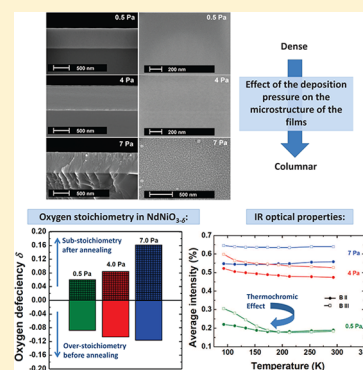 0.5 Pa
0.5 Pa
500 nm
200 nm
4 Pa
4 Pa
500 nm
200 nm
7 Pa
7 Pa
500 nm
500 nm
Dense
Effect of the deposition
pressure on the
microstructure of the
films
Columnar
Oxygen stoichiometry in NdNiO3-δ:
Oxygen defeciency δ
0.20
0.16
0.12
0.08
0.04
0.00
-0.04
-0.08
-0.12
-0.16
-0.20
Sub-stoichiometry
after annealing
0.5 Pa
4.0 Pa
7.0 Pa
Over-stoichiometry
before annealing
IR optical properties:
Average intensity (%)
0.7
0.6
0.5
0.4
0.3
0.2
0.1
7 Pa
4 Pa
Thermochromic
Effect
B II
B III
0.5 Pa
100
150
200
250
300
Temperature (K)